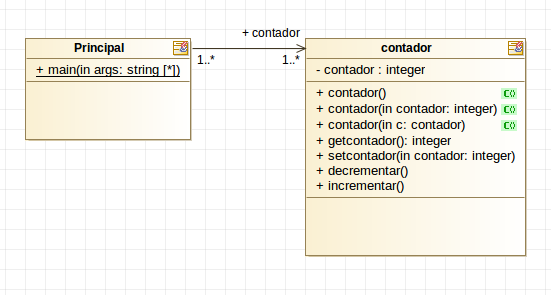 Principal
+ main(in args: string [*])
+ contador
1..*
1..*
contador
- contador : integer
+ contador()
+ contador(in contador: integer)
+ contador(in c: contador)
+ getcontador(): integer
+ setcontador(in contador: integer)
+ decrementar()
+ incrementar()